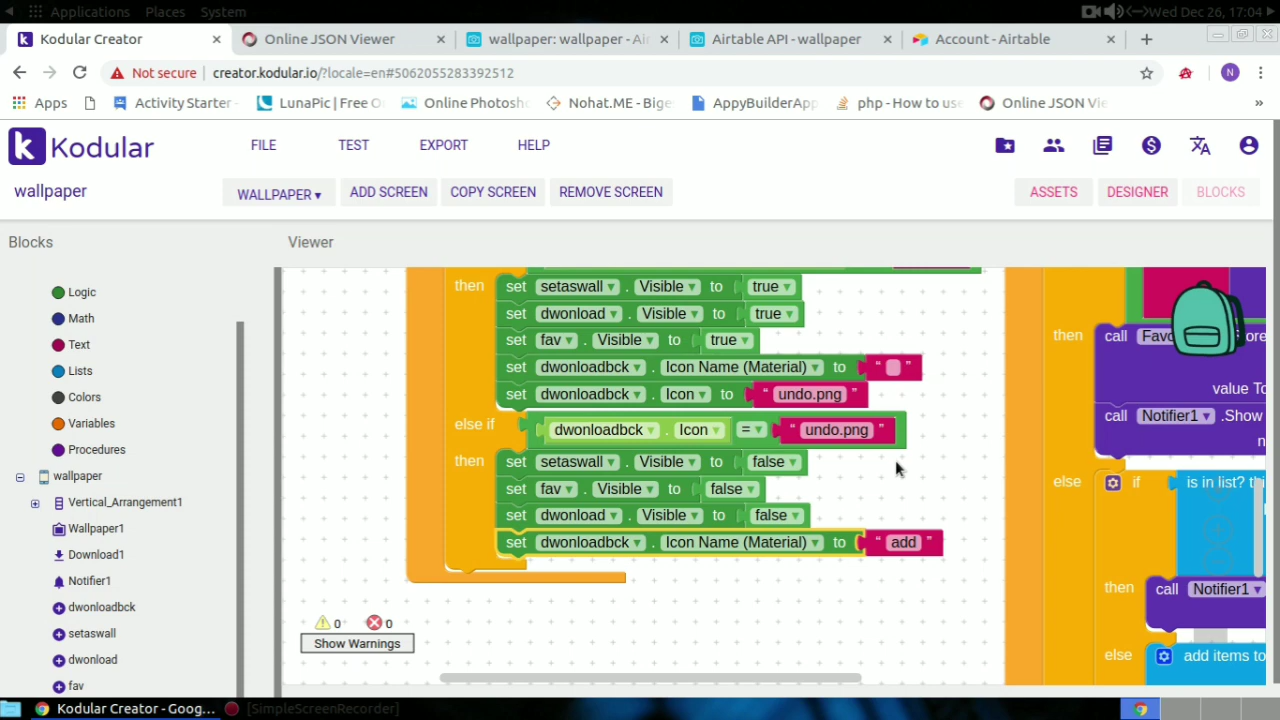 Applications Places System Wed Dec 26, 17:04
Kodular Creator × Online JSON Viewer × wallpaper: wallpaper - Air × Airtable API - wallpaper × Account - Airtable × +
Not secure creator.kodular.io/?locale=en#5062055283392512 N
Apps Activity Starter - LunaPic | Free O Online Photosh Nohat.ME - Bige AppyBuilderApp php - How to use Online JSON Vie »
k Kodular FILE TEST EXPORT HELP
wallpaper WALLPAPER ▾ ADD SCREEN COPY SCREEN REMOVE SCREEN ASSETS DESIGNER BLOCKS
Blocks Viewer
Logic
Math
Text
Lists
Colors
Variables
Procedures
wallpaper
Vertical_Arrangement1
Wallpaper1
Download1
Notifier1
dwonloadbck
setaswall
dwonload
fav
then set setaswall . Visible to true
set dwonload . Visible to true
set fav . Visible to true
set dwonloadbck . Icon Name (Material) to “ ”
set dwonloadbck . Icon to “ undo.png ”
else if dwonloadbck . Icon = “ undo.png ”
then set setaswall . Visible to false
set fav . Visible to false
set dwonload . Visible to false
set dwonloadbck . Icon Name (Material) to “ add ”
0 0
Show Warnings
then call
value To
call Notifier1 .Show
else if is in list?
then call Notifier1
else add items to
Kodular Creator - Goog... [SimpleScreenRecorder]